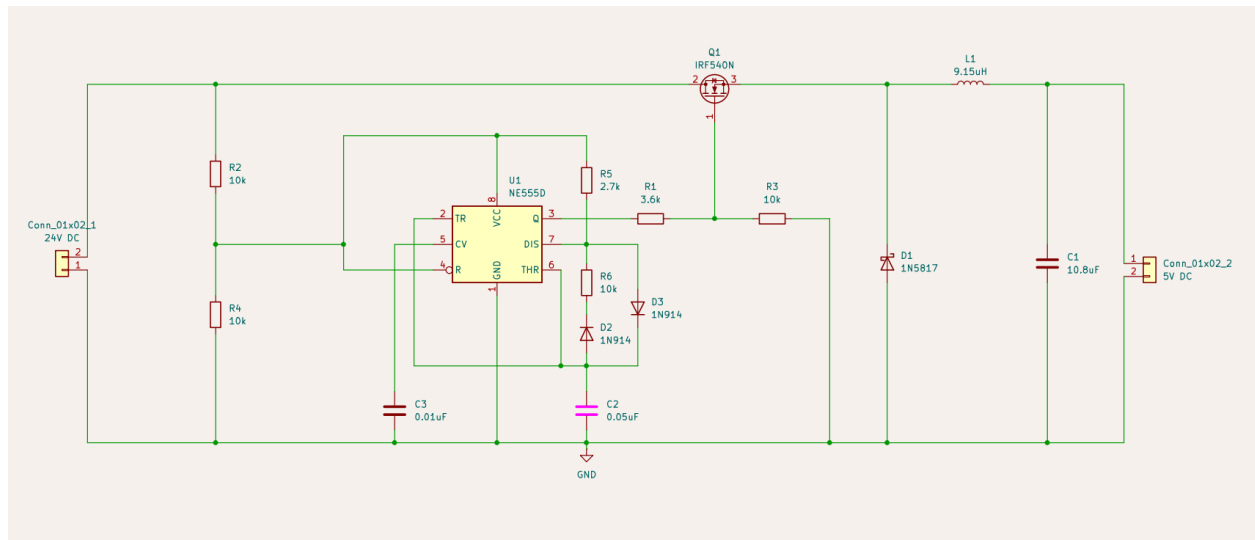 Q1
IRF540N
2
3
1
L1
9.15uH
R2
10k
U1
NE555D
8
VCC
R5
2.7k
R1
3.6k
R3
10k
2
TR
Q
3
5
CV
DIS
7
4
R
GND
THR
6
1
Conn_01x02_1
24V DC
2
1
R6
10k
D3
1N914
D2
1N914
R4
10k
D1
1N5817
C1
10.8uF
1
2
Conn_01x02_2
5V DC
C3
0.01uF
C2
0.05uF
GND